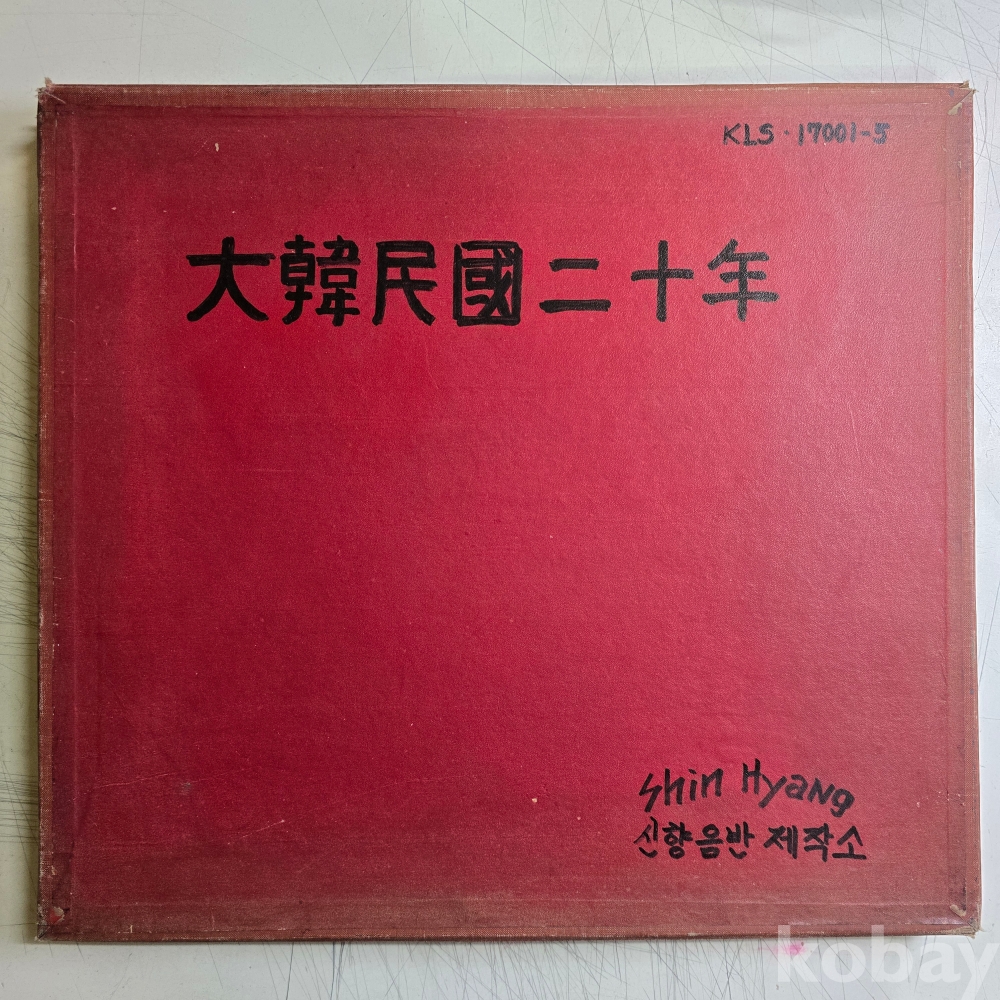 KLS · 17001-5
大韓民國二十年
Shin Hyang
신향음반 제작소
kobay